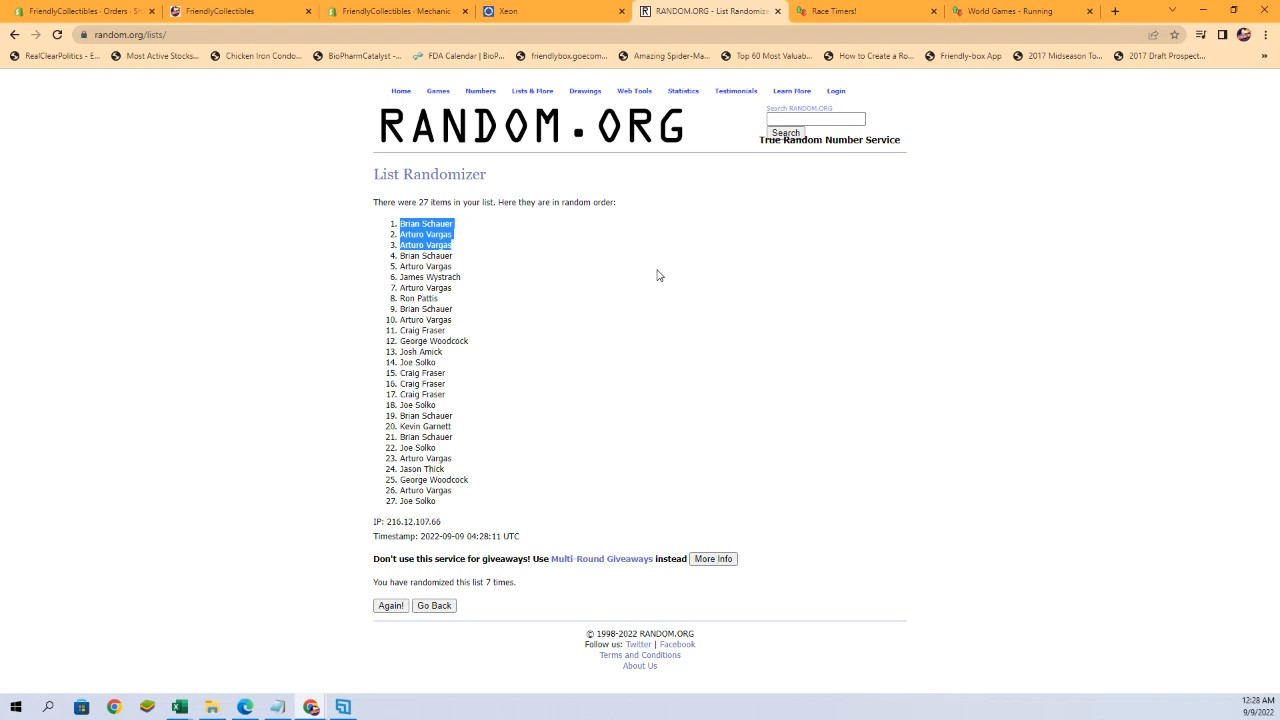 FriendlyCollectibles - Orders - Sh
FriendlyCollectibles
FriendlyCollectibles
Xeno
RANDOM.ORG - List Randomizer
Race Timers!
World Games - Running
random.org/lists/
RealClearPolitics - E...
Most Active Stocks...
Chicken Iron Condo...
BioPharmCatalyst -...
FDA Calendar | BioP...
friendlybox.goecom...
Amazing Spider-Ma...
Top 60 Most Valuab...
How to Create a Ro...
Friendly-box App
2017 Midseason To...
2017 Draft Prospect...
»
Home Games Numbers Lists & More Drawings Web Tools Statistics Testimonials Learn More Login
RANDOM.ORG
Search RANDOM.ORG
Search
True Random Number Service
List Randomizer
There were 27 items in your list. Here they are in random order:
1. Brian Schauer
2. Arturo Vargas
3. Arturo Vargas
4. Brian Schauer
5. Arturo Vargas
6. James Wystrach
7. Arturo Vargas
8. Ron Pattis
9. Brian Schauer
10. Arturo Vargas
11. Craig Fraser
12. George Woodcock
13. Josh Amick
14. Joe Solko
15. Craig Fraser
16. Craig Fraser
17. Craig Fraser
18. Joe Solko
19. Brian Schauer
20. Kevin Garnett
21. Brian Schauer
22. Joe Solko
23. Arturo Vargas
24. Jason Thick
25. George Woodcock
26. Arturo Vargas
27. Joe Solko
IP: 216.12.107.66
Timestamp: 2022-09-09 04:28:11 UTC
Don't use this service for giveaways! Use Multi-Round Giveaways instead More Info
You have randomized this list 7 times.
Again! Go Back
© 1998-2022 RANDOM.ORG
Follow us: Twitter | Facebook
Terms and Conditions
About Us
12:28 AM
9/9/2022